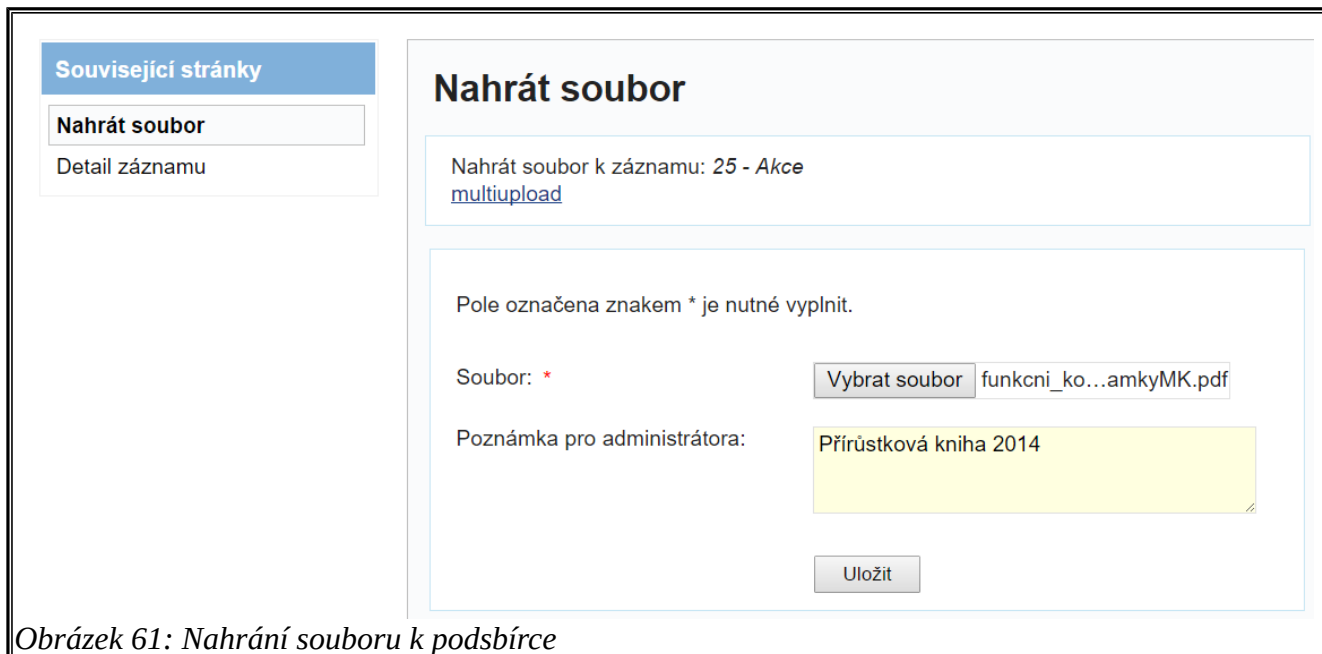 Související stránky
Nahrát soubor
Detail záznamu
Nahrát soubor
Nahrát soubor k záznamu: 25 - Akce
multiupload
Pole označena znakem * je nutné vyplnit.
Soubor: *
Vybrat soubor funkcni_ko…amkyMK.pdf
Poznámka pro administrátora:
Přírůstková kniha 2014
Uložit
Obrázek 61: Nahrání souboru k podsbírce